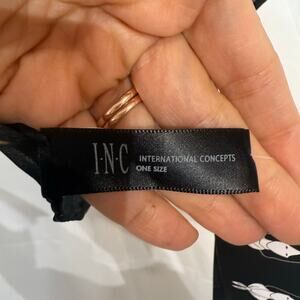 I·N·C INTERNATIONAL CONCEPTS
ONE SIZE